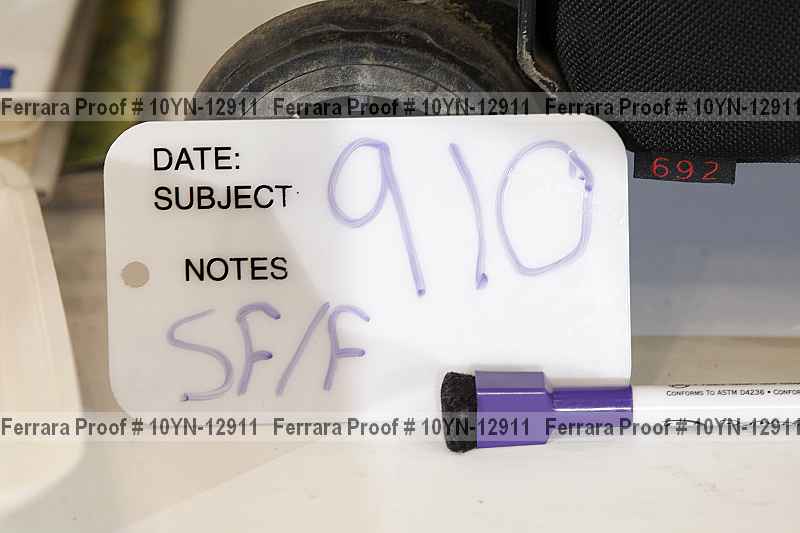 Ferrara Proof # 10YN-12911 Ferrara Proof # 10YN-12911 Ferrara Proof # 10YN-12911
DATE:
SUBJECT
910
692
NOTES
SF/F
CONFORMS TO ASTM D4236 • CONFOR
Ferrara Proof # 10YN-12911 Ferrara Proof # 10YN-12911 Ferrara Proof # 10YN-12911